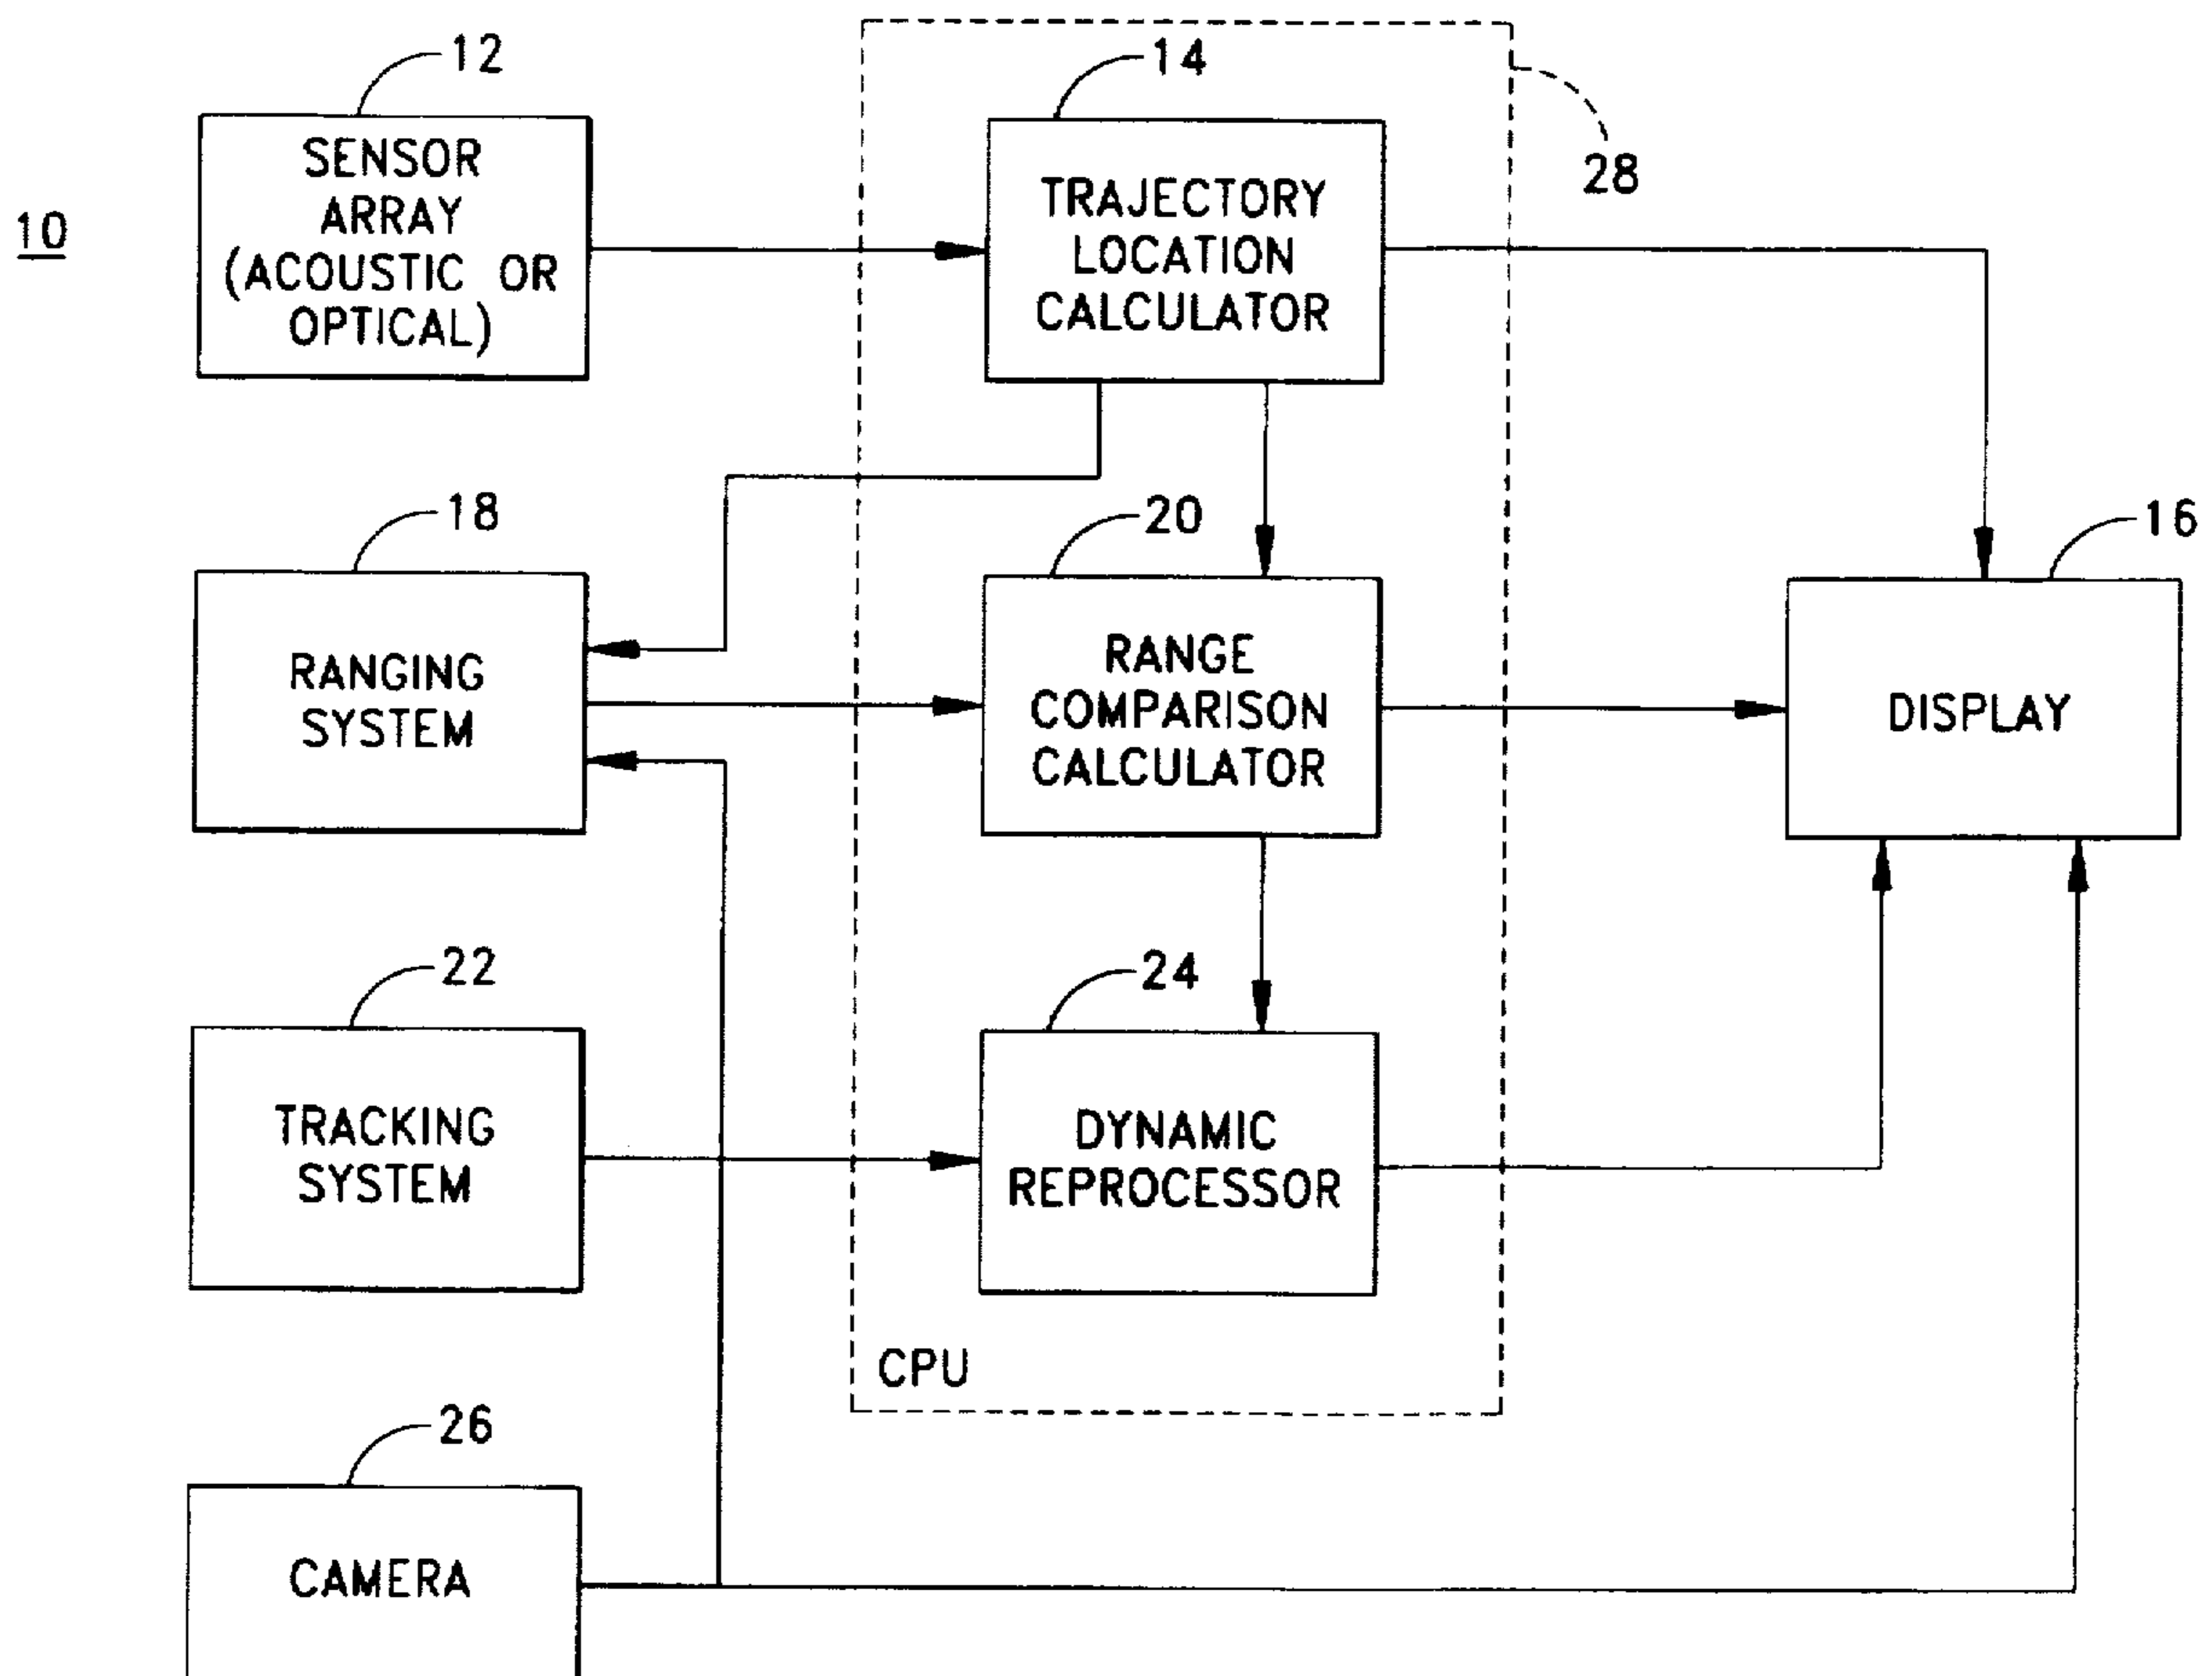 12
14
SENSOR
ARRAY
(ACOUSTIC OR
OPTICAL)
TRAJECTORY
LOCATION
CALCULATOR
28
10
18
20
16
RANGING
SYSTEM
RANGE
COMPARISON
CALCULATOR
DISPLAY
22
24
TRACKING
SYSTEM
DYNAMIC
REPROCESSOR
CPU
26
CAMERA